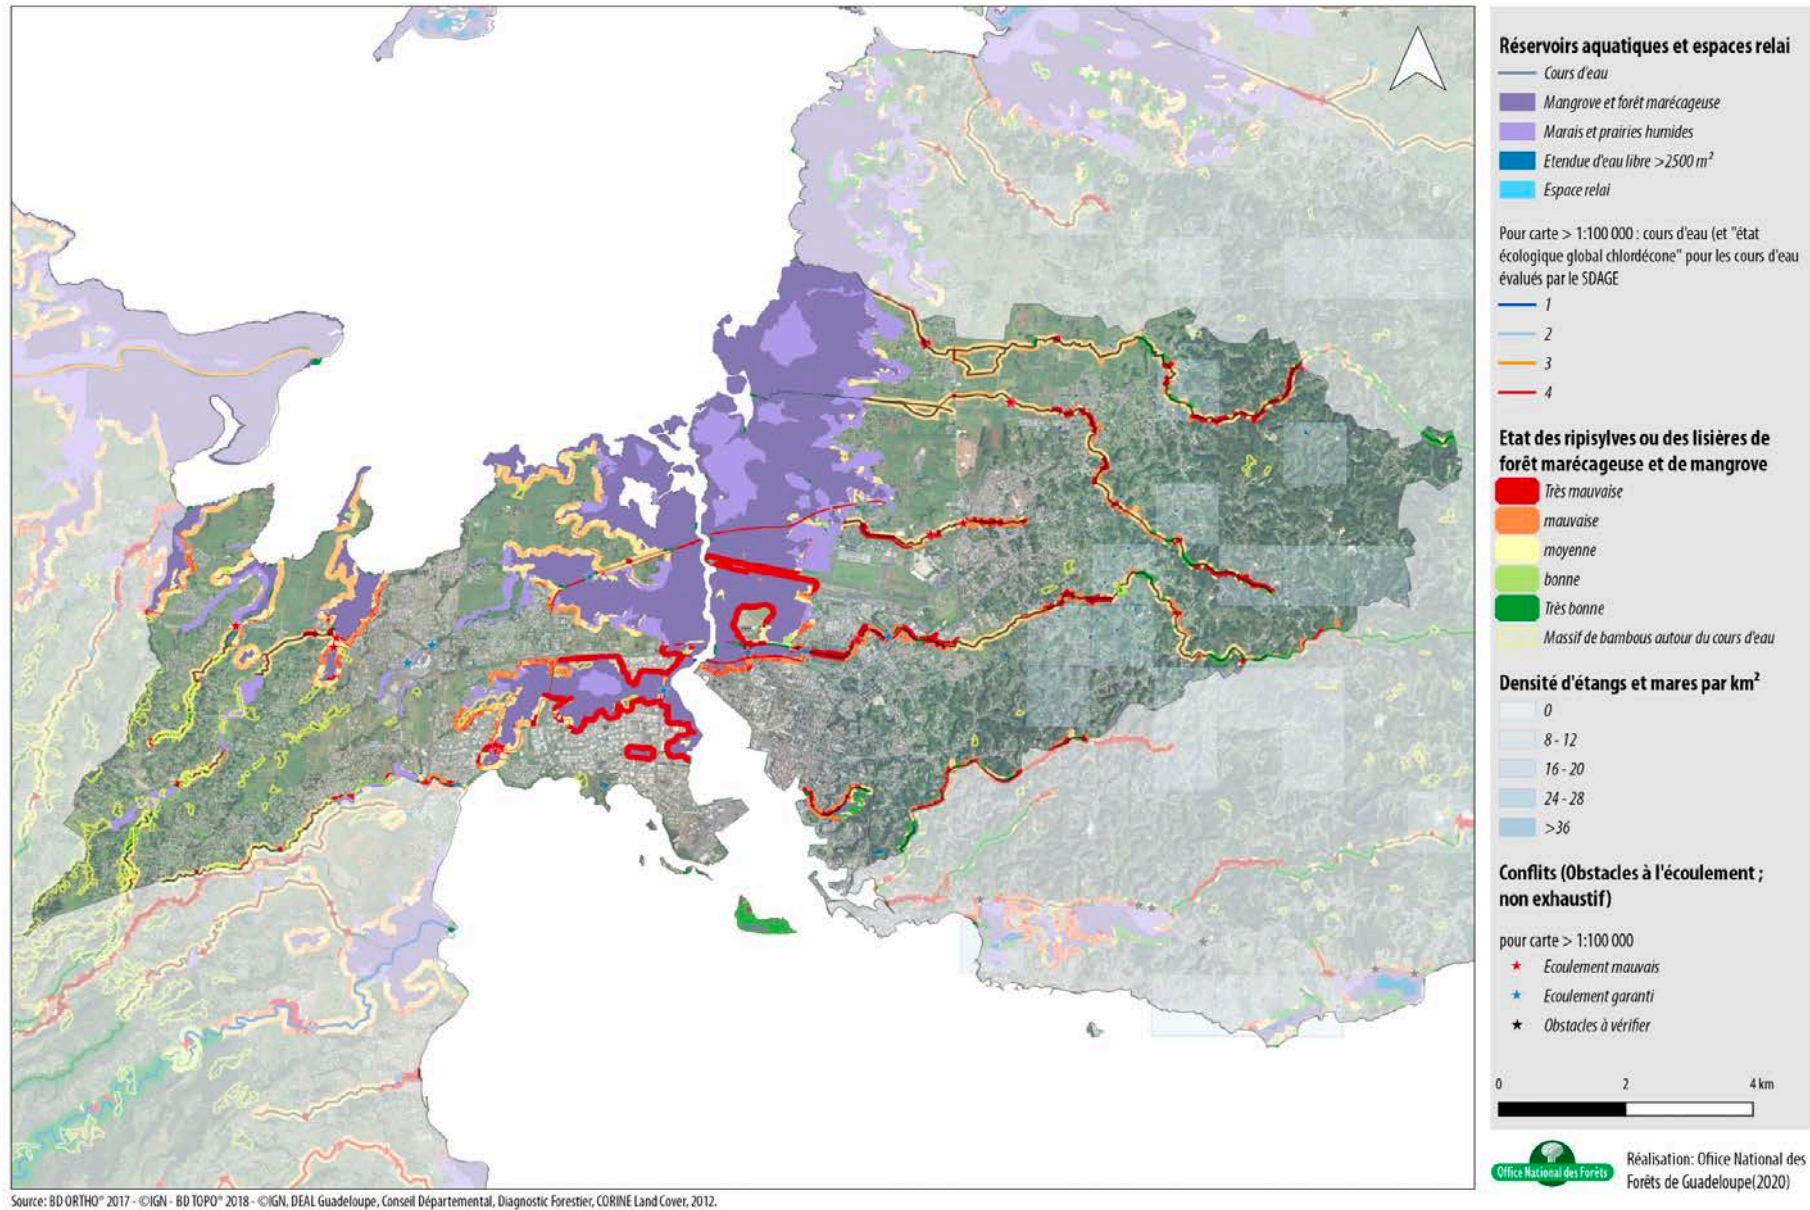 Réservoirs aquatiques et espaces relai
Cours d'eau
Mangrove et forêt marécageuse
Marais et prairies humides
Etendue d'eau libre >2500 m²
Espace relai
Pour carte > 1:100 000 : cours d'eau (et "état
écologique global chlordécone" pour les cours d'eau
évalués par le SDAGE
1
2
3
4
Etat des ripisylves ou des lisières de
forêt marécageuse et de mangrove
Très mauvaise
mauvaise
moyenne
bonne
Très bonne
Massif de bambous autour du cours d'eau
Densité d'étangs et mares par km²
0
8 - 12
16 - 20
24 - 28
>36
Conflits (Obstacles à l'écoulement ;
non exhaustif)
pour carte > 1:100 000
Ecoulement mauvais
Ecoulement garanti
Obstacles à vérifier
0 2 4 km
Office National des Forêts
Réalisation: Office National des
Forêts de Guadeloupe(2020)
Source: BD ORTHO® 2017 - ©IGN - BD TOPO® 2018 - ©IGN, DEAL Guadeloupe, Conseil Départemental, Diagnostic Forestier, CORINE Land Cover, 2012.